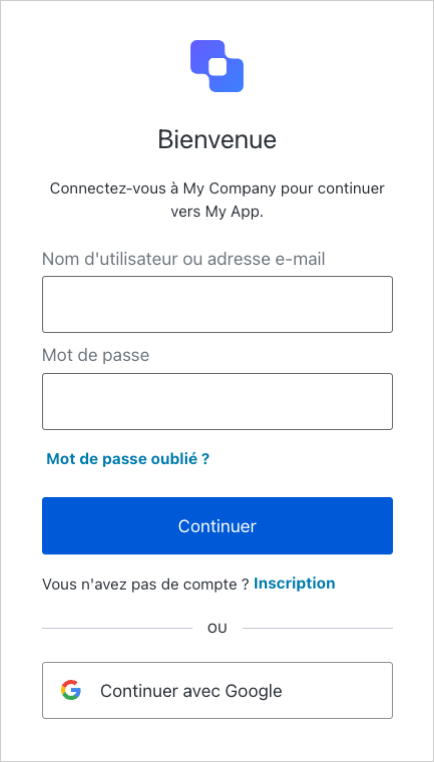 Bienvenue
Connectez-vous à My Company pour continuer
vers My App.
Nom d'utilisateur ou adresse e-mail
Mot de passe
Mot de passe oublié ?
Continuer
Vous n'avez pas de compte ? Inscription
OU
Continuer avec Google